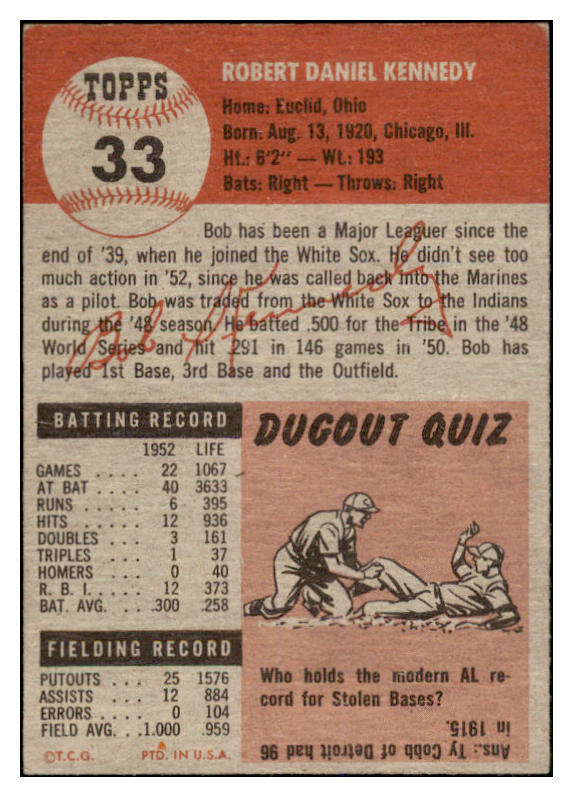 TOPPS
33
ROBERT DANIEL KENNEDY
Home: Euclid, Ohio
Born: Aug. 13, 1920, Chicago, Ill.
Ht.: 6'2" — Wt.: 193
Bats: Right — Throws: Right
Bob has been a Major Leaguer since the
end of '39, when he joined the White Sox. He didn't see too
much action in '52, since he was called back into the Marines
as a pilot. Bob was traded from the White Sox to the Indians
during the '48 season. He batted .500 for the Tribe in the '48
World Series and hit .291 in 146 games in '50. Bob has
played 1st Base, 3rd Base and the Outfield.
Bob Kennedy
BATTING RECORD
1952 LIFE
GAMES . . . . 22 1067
AT BAT . . . . 40 3633
RUNS . . . . . 6 395
HITS . . . . . 12 936
DOUBLES . . . 3 161
TRIPLES . . . 1 37
HOMERS . . . 0 40
R. B. I. . . . . 12 373
BAT. AVG. . . .300 .258
FIELDING RECORD
PUTOUTS . . . 25 1576
ASSISTS . . . 12 884
ERRORS . . . . 0 104
FIELD AVG. . .1.000 .959
©T.C.G. PTD. IN U.S.A.
DUGOUT QUIZ
Who holds the modern AL re-
cord for Stolen Bases?
Ans.: Ty Cobb of Detroit had 96
in 1915.